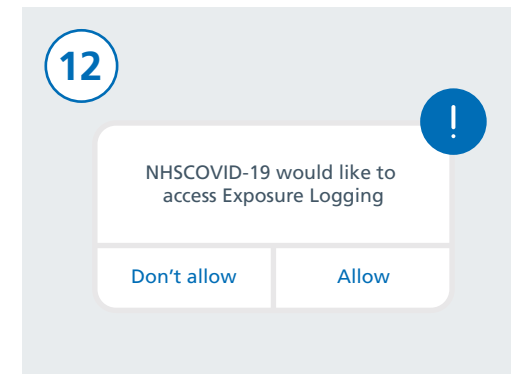 12
!
NHSCOVID-19 would like to
access Exposure Logging
Don't allow
Allow